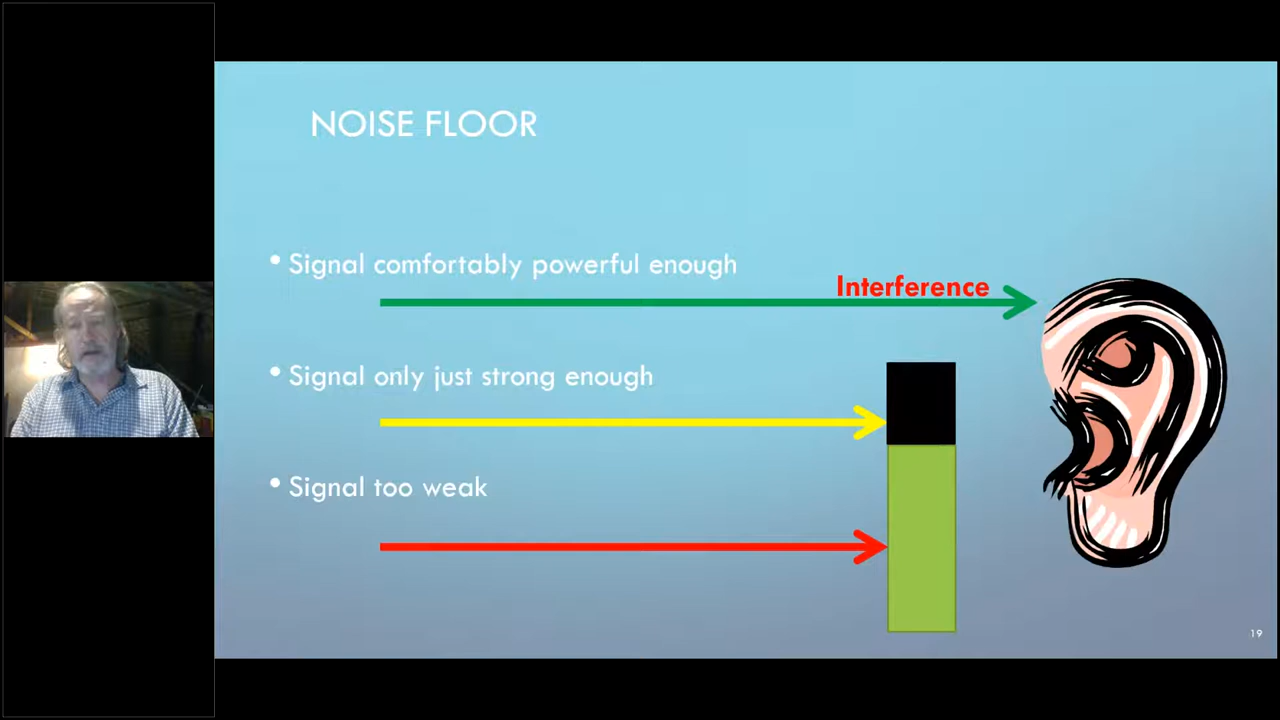 NOISE FLOOR
• Signal comfortably powerful enough
Interference
• Signal only just strong enough
• Signal too weak
19